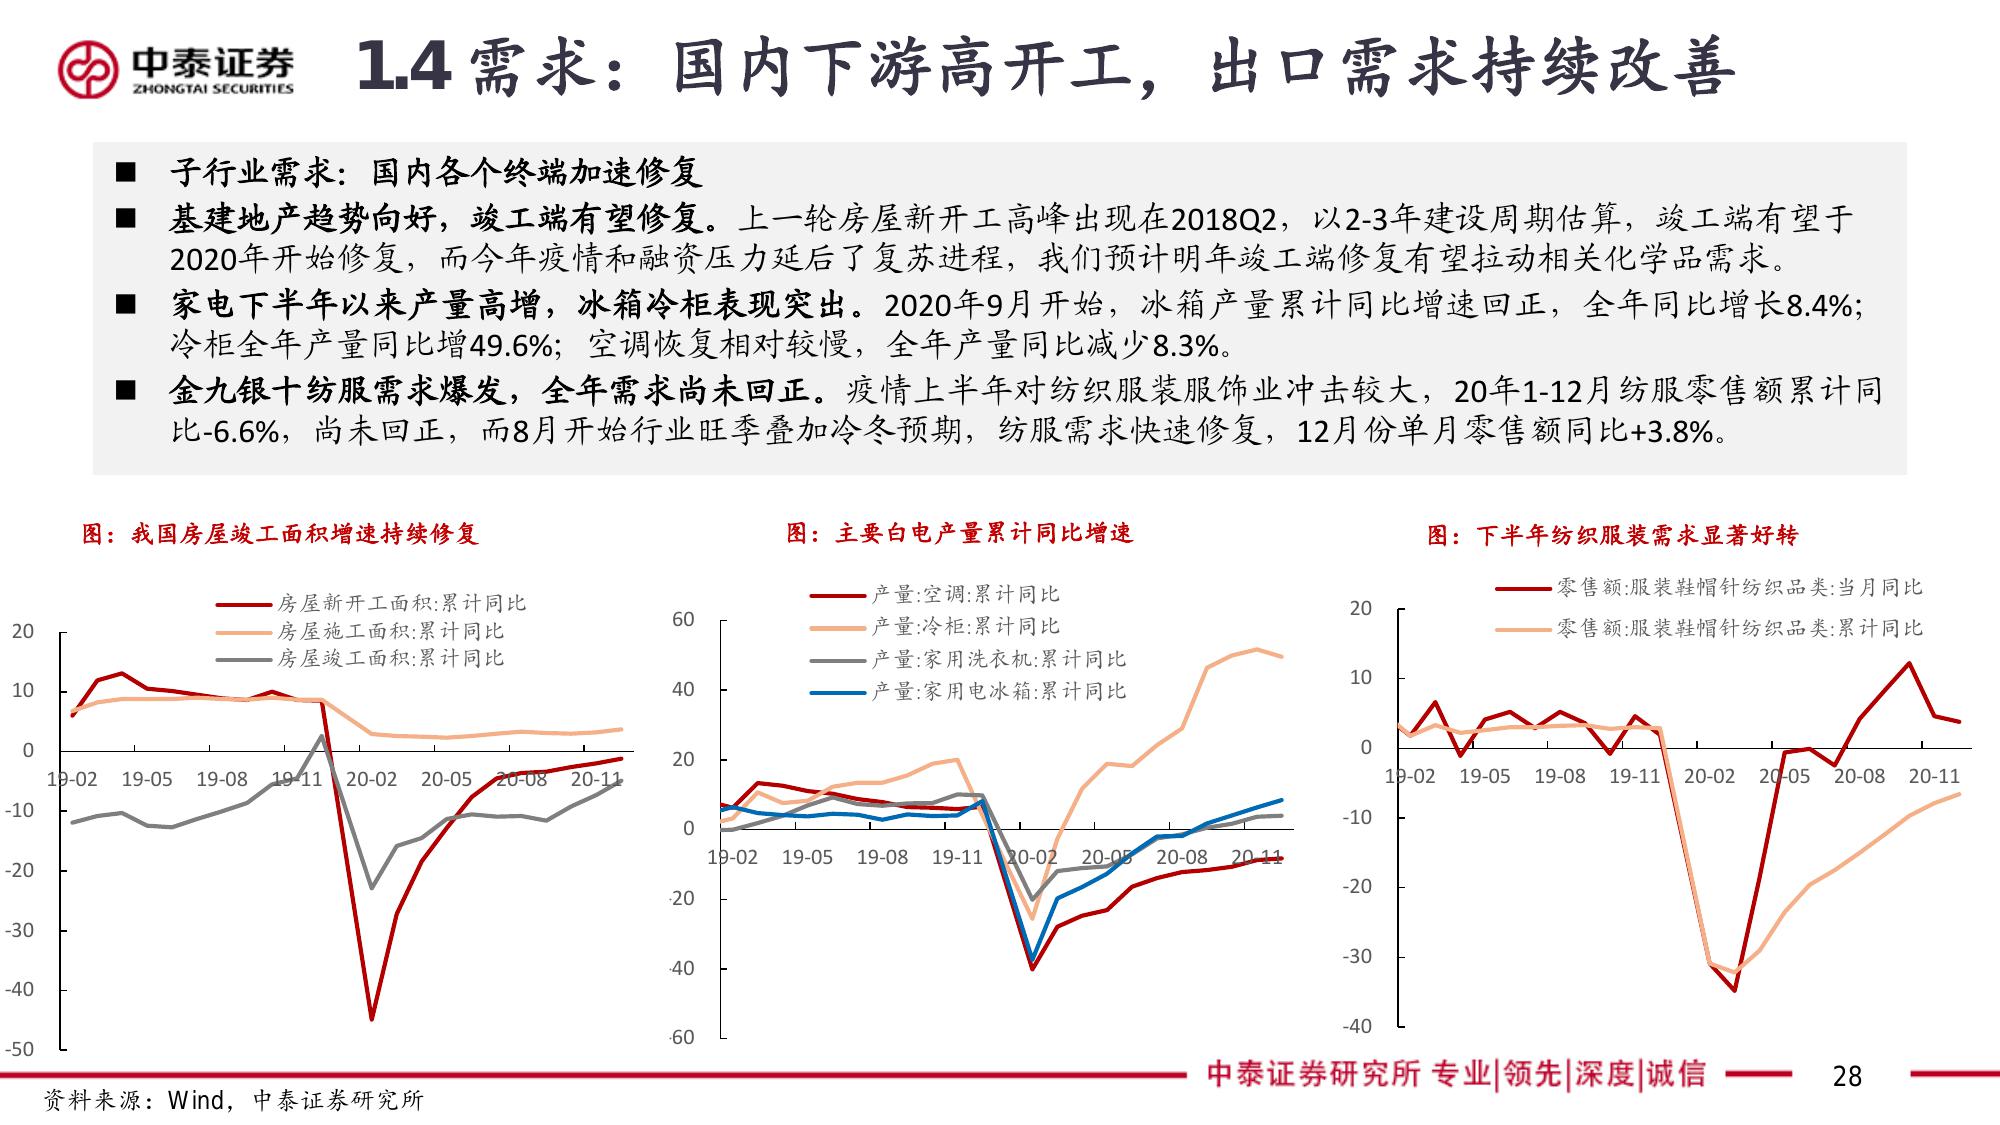 中泰证券
ZHONGTAI SECURITIES
1.4 需求：国内下游高开工，出口需求持续改善
■ 子行业需求：国内各个终端加速修复
■ 基建地产趋势向好，竣工端有望修复。上一轮房屋新开工高峰出现在2018Q2，以2-3年建设周期估算，竣工端有望于
2020年开始修复，而今年疫情和融资压力延后了复苏进程，我们预计明年竣工端修复有望拉动相关化学品需求。
■ 家电下半年以来产量高增，冰箱冷柜表现突出。2020年9月开始，冰箱产量累计同比增速回正，全年同比增长8.4%；
冷柜全年产量同比增49.6%；空调恢复相对较慢，全年产量同比减少8.3%。
■ 金九银十纺服需求爆发，全年需求尚未回正。疫情上半年对纺织服装服饰业冲击较大，20年1-12月纺服零售额累计同
比-6.6%，尚未回正，而8月开始行业旺季叠加冷冬预期，纺服需求快速修复，12月份单月零售额同比+3.8%。
图：我国房屋竣工面积增速持续修复
房屋新开工面积:累计同比
房屋施工面积:累计同比
房屋竣工面积:累计同比
20
10
0
-10
-20
-30
-40
-50
19-02 19-05 19-08 19-11 20-02 20-05 20-08 20-11
图：主要白电产量累计同比增速
产量:空调:累计同比
产量:冷柜:累计同比
产量:家用洗衣机:累计同比
产量:家用电冰箱:累计同比
60
40
20
0
-20
-40
-60
19-02 19-05 19-08 19-11 20-02 20-05 20-08 20-11
图：下半年纺织服装需求显著好转
零售额:服装鞋帽针纺织品类:当月同比
零售额:服装鞋帽针纺织品类:累计同比
20
10
0
-10
-20
-30
-40
19-02 19-05 19-08 19-11 20-02 20-05 20-08 20-11
中泰证券研究所 专业|领先|深度|诚信
28
资料来源：Wind，中泰证券研究所